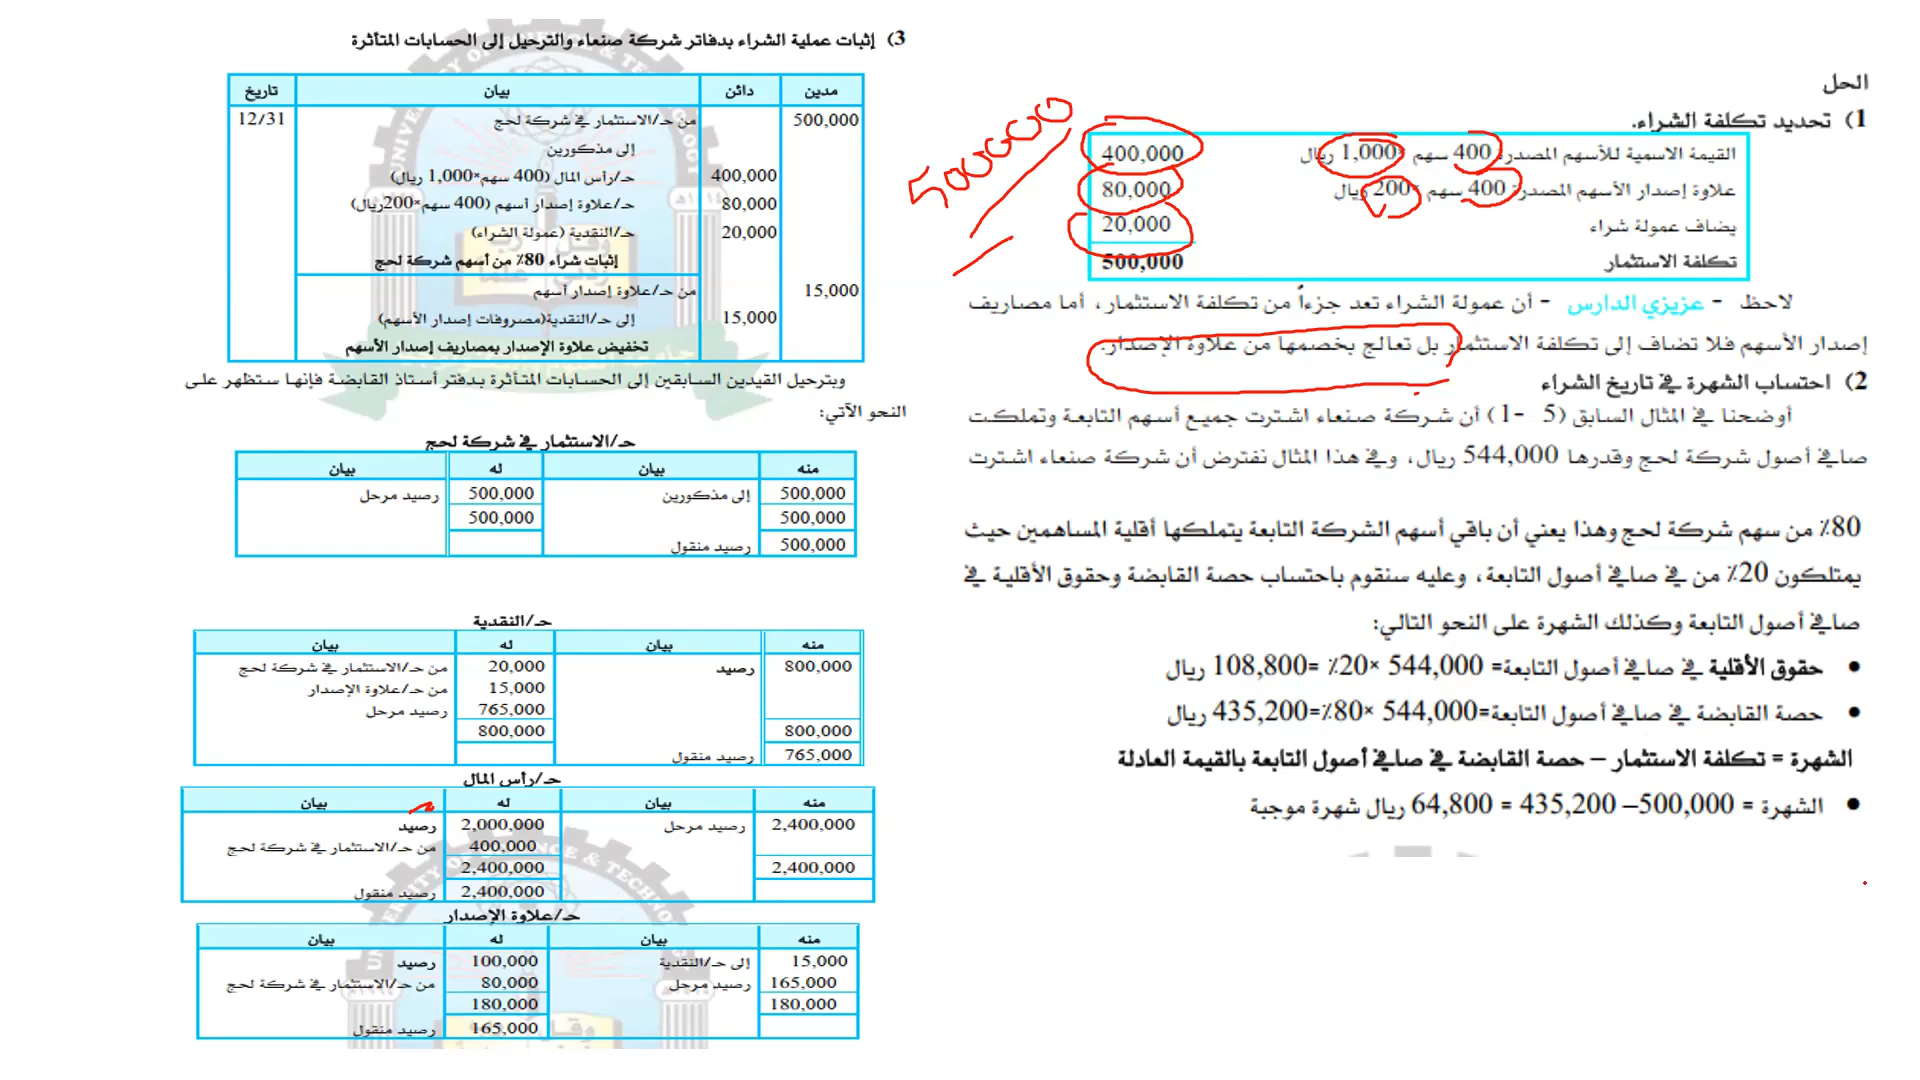 الحل
1) تحديد تكلفة الشراء.
القيمة الاسمية للأسهم المصدرة 400 سهم *1,000 ريال 400,000
علاوة إصدار الأسهم المصدرة 400 سهم *200 ريال 80,000
يضاف عمولة شراء 20,000
تكلفة الاستثمار 500,000
500000
لاحظ - عزيزي الدارس - أن عمولة الشراء تعد جزءاً من تكلفة الاستثمار، أما مصاريف
إصدار الأسهم فلا تضاف إلى تكلفة الاستثمار بل تعالج بخصمها من علاوة الإصدار.
2) احتساب الشهرة في تاريخ الشراء
أوضحنا في المثال السابق (5 -1) أن شركة صنعاء اشترت جميع أسهم التابعة وتملكت
صافي أصول شركة لحج وقدرها 544,000 ريال، وفي هذا المثال نفترض أن شركة صنعاء اشترت
80٪ من سهم شركة لحج وهذا يعني أن باقي أسهم الشركة التابعة يتملكها أقلية المساهمين حيث
يمتلكون 20٪ من في صافي أصول التابعة، وعليه سنقوم باحتساب حصة القابضة وحقوق الأقلية في
صافي أصول التابعة وكذلك الشهرة على النحو التالي:
• حقوق الأقلية في صافي أصول التابعة= 544,000 ×20٪ =108,800 ريال
• حصة القابضة في صافي أصول التابعة=544,000 ×80٪=435,200 ريال
الشهرة = تكلفة الاستثمار – حصة القابضة في صافي أصول التابعة بالقيمة العادلة
• الشهرة = 500,000– 435,200 = 64,800 ريال شهرة موجبة
3) إثبات عملية الشراء بدفاتر شركة صنعاء والترحيل إلى الحسابات المتأثرة
مدين دائن بيان تاريخ
500,000 من حـ/الاستثمار في شركة لحج 12/31
إلى مذكورين
400,000 حـ/رأس المال (400 سهم*1,000 ريال)
80,000 حـ/علاوة إصدار أسهم (400 سهم*200ريال)
20,000 حـ/النقدية (عمولة الشراء)
إثبات شراء 80٪ من أسهم شركة لحج
15,000 من حـ/علاوة إصدار أسهم
15,000 إلى حـ/النقدية(مصروفات إصدار الأسهم)
تخفيض علاوة الإصدار بمصاريف إصدار الأسهم
وبترحيل القيدين السابقين إلى الحسابات المتأثرة بدفتر أستاذ القابضة فإنها ستظهر على
النحو الآتي:
حـ/الاستثمار في شركة لحج
منه بيان له بيان
500,000 إلى مذكورين 500,000 رصيد مرحل
500,000 500,000
500,000 رصيد منقول
حـ/النقدية
منه بيان له بيان
800,000 رصيد 20,000 من حـ/الاستثمار في شركة لحج
15,000 من حـ/علاوة الإصدار
765,000 رصيد مرحل
800,000 800,000
765,000 رصيد منقول
حـ/رأس المال
منه بيان له بيان
2,400,000 رصيد مرحل 2,000,000 رصيد
400,000 من حـ/الاستثمار في شركة لحج
2,400,000 2,400,000
2,400,000 رصيد منقول
حـ/علاوة الإصدار
منه بيان له بيان
15,000 إلى حـ/النقدية 100,000 رصيد
165,000 رصيد مرحل 80,000 من حـ/الاستثمار في شركة لحج
180,000 180,000
165,000 رصيد منقول